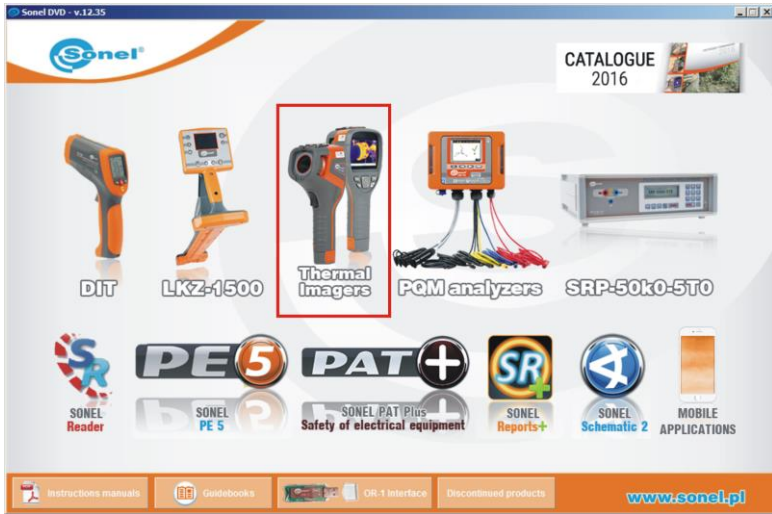 Sonel DVD - v.12.35
Sonel®
CATALOGUE
2016
DIT
LKZ-1500
Thermal
Imagers
PQM analyzers
SRP-50k0-5T0
PE 5
PAT +
SR+
SONEL
Reader
SONEL
PE 5
SONEL PAT Plus
Safety of electrical equipment
SONEL
Reports+
SONEL
Schematic 2
MOBILE
APPLICATIONS
Instructions manuals
Guidebooks
OR-1 Interface
Discontinued products
www.sonel.pl